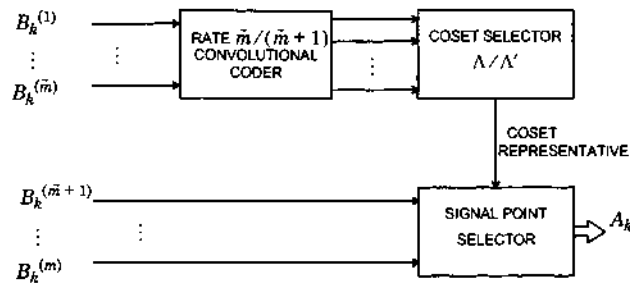 B_k^(1)
⋮
B_k^(m̃)
⋮
RATE m̃/(m̃ + 1)
CONVOLUTIONAL
CODER
⋮
COSET SELECTOR
Λ/Λ′
COSET
REPRESENTATIVE
B_k^(m̃ + 1)
⋮
B_k^(m)
⋮
SIGNAL POINT
SELECTOR
A_k